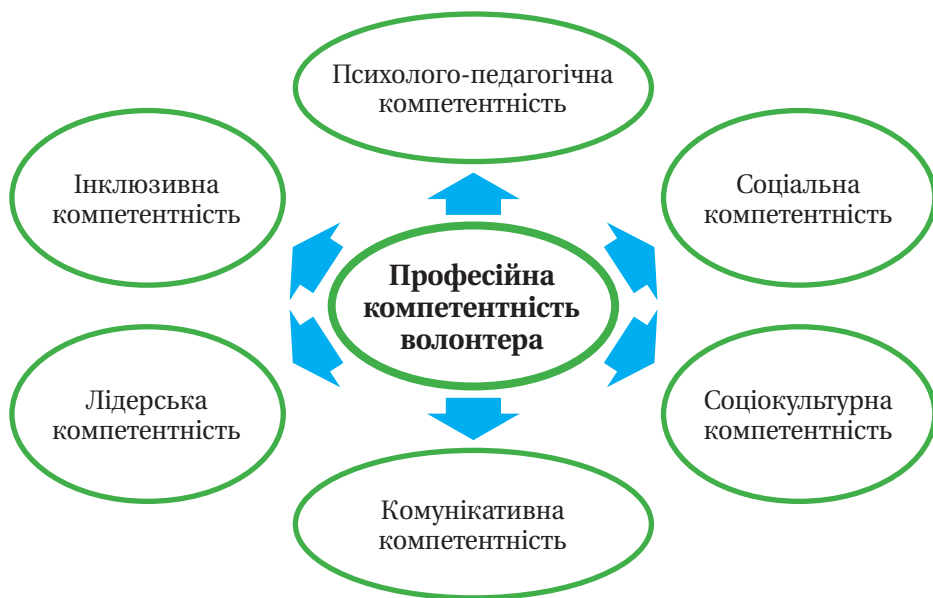 Психолого-педагогічна
компетентність
Інклюзивна
компетентність
Соціальна
компетентність
Професійна
компетентність
волонтера
Лідерська
компетентність
Соціокультурна
компетентність
Комунікативна
компетентність